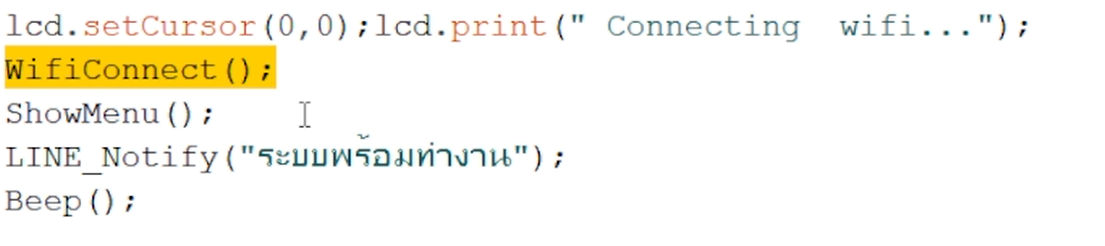 lcd.setCursor(0,0);lcd.print(" Connecting  wifi...");
WifiConnect();
ShowMenu();
LINE_Notify("ระบบพร้อมทำงาน");
Beep();